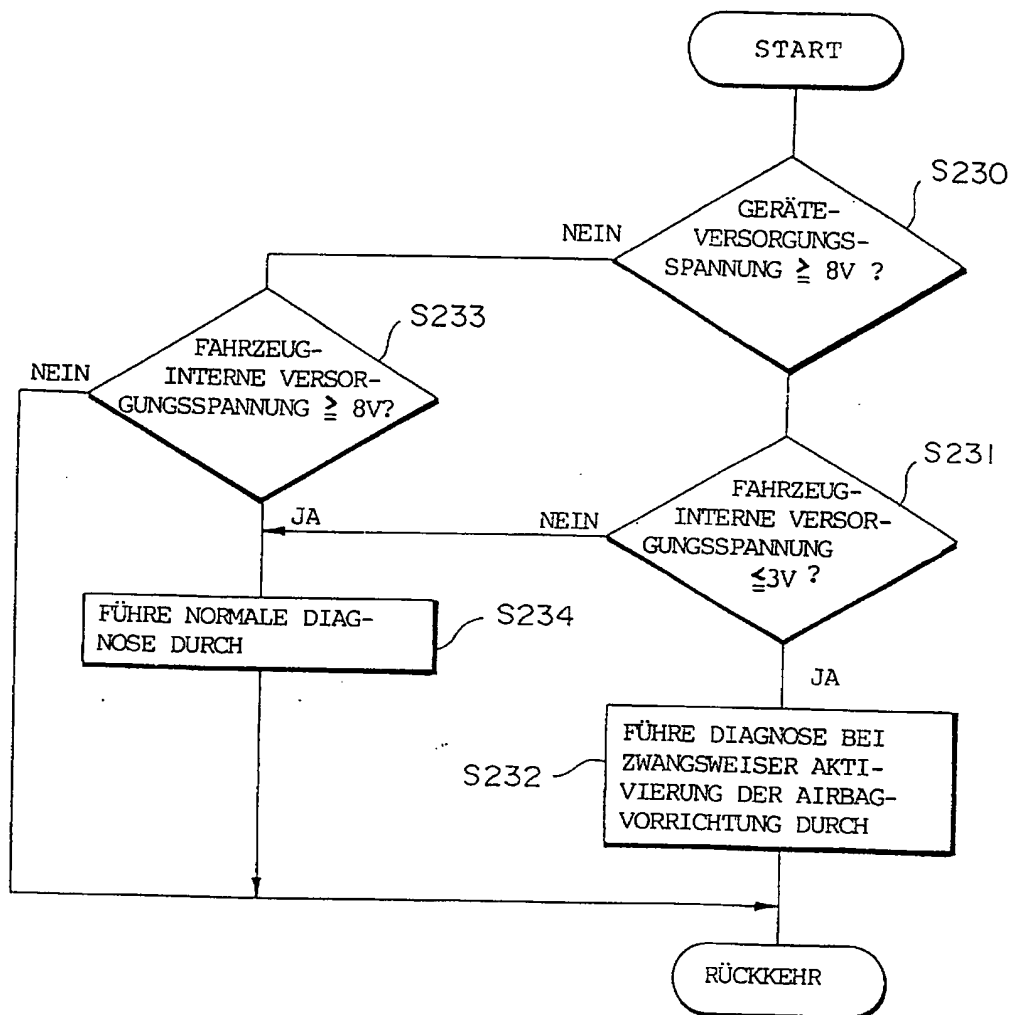 START
S230
GERÄTE-
VERSORGUNGS-
SPANNUNG ≧ 8V ?
NEIN
S233
FAHRZEUG-
INTERNE VERSOR-
GUNGSSPANNUNG ≧ 8V?
NEIN
JA
S231
FAHRZEUG-
INTERNE VERSOR-
GUNGSSPANNUNG
≦3V ?
NEIN
JA
FÜHRE NORMALE DIAG-
NOSE DURCH
S234
S232
FÜHRE DIAGNOSE BEI
ZWANGSWEISER AKTI-
VIERUNG DER AIRBAG-
VORRICHTUNG DURCH
RÜCKKEHR